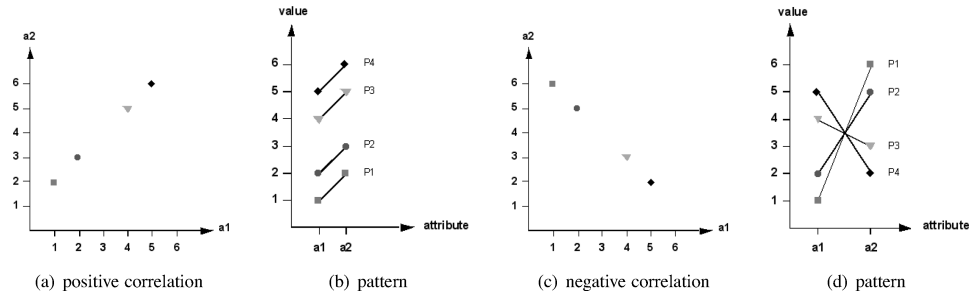 a2
6
5
4
3
2
1
1 2 3 4 5 6
a1
(a) positive correlation
value
6
5
4
3
2
1
P4
P3
P2
P1
a1 a2
attribute
(b) pattern
a2
6
5
4
3
2
1
1 2 3 4 5 6
a1
(c) negative correlation
value
6
5
4
3
2
1
P1
P2
P3
P4
a1 a2
attribute
(d) pattern